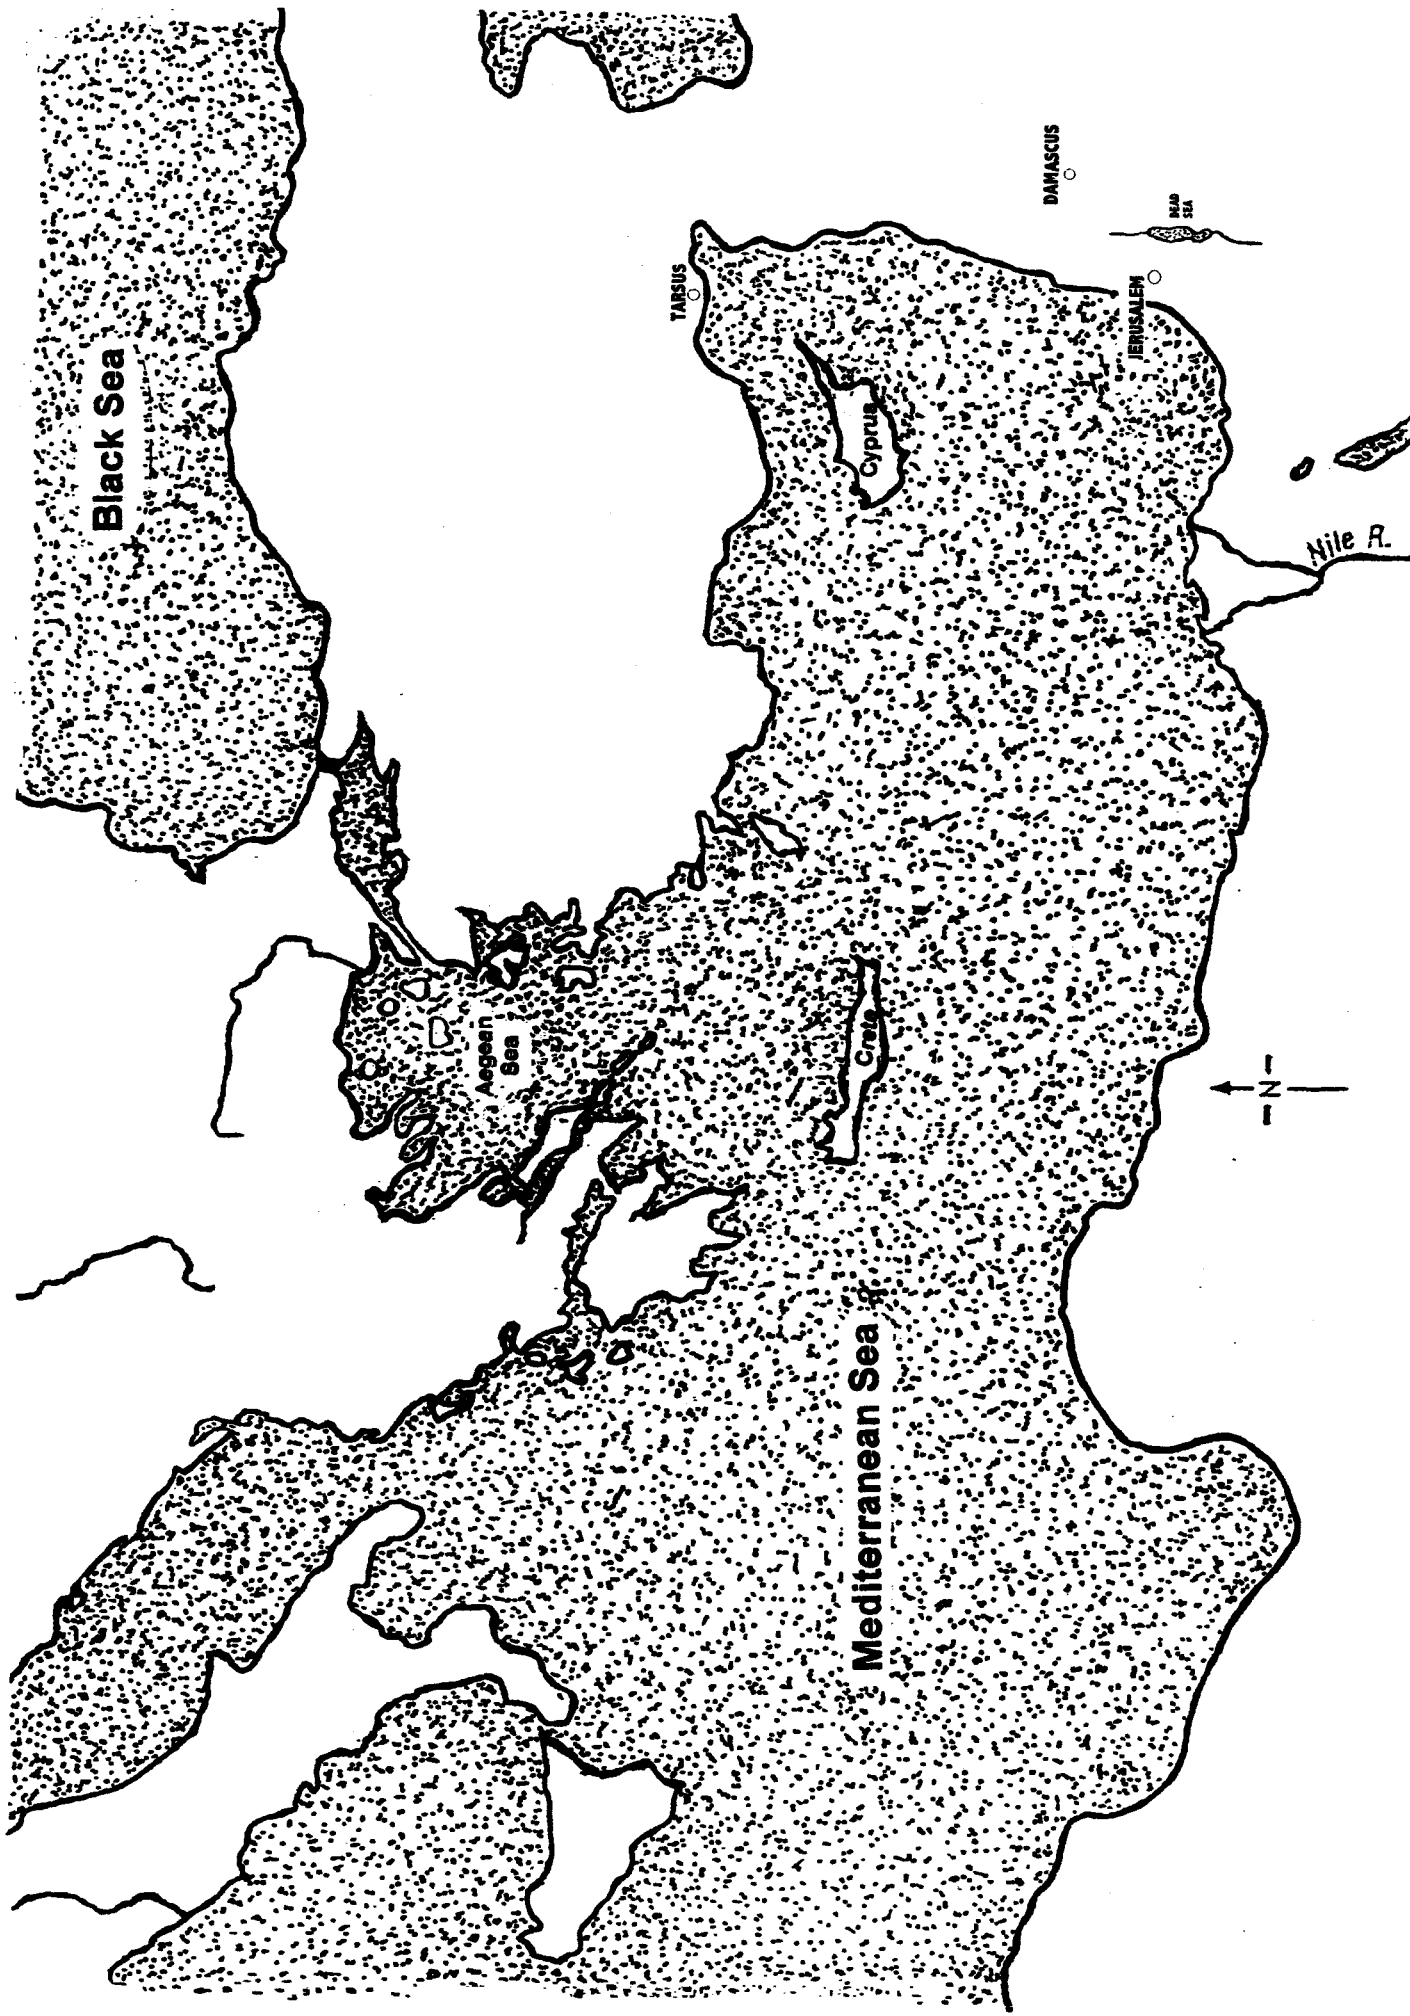 Black Sea
Aegean
Sea
TARSUS
Mediterranean Sea
Crete
Cyprus
DAMASCUS
JERUSALEM
DEAD
SEA
N
Nile R.